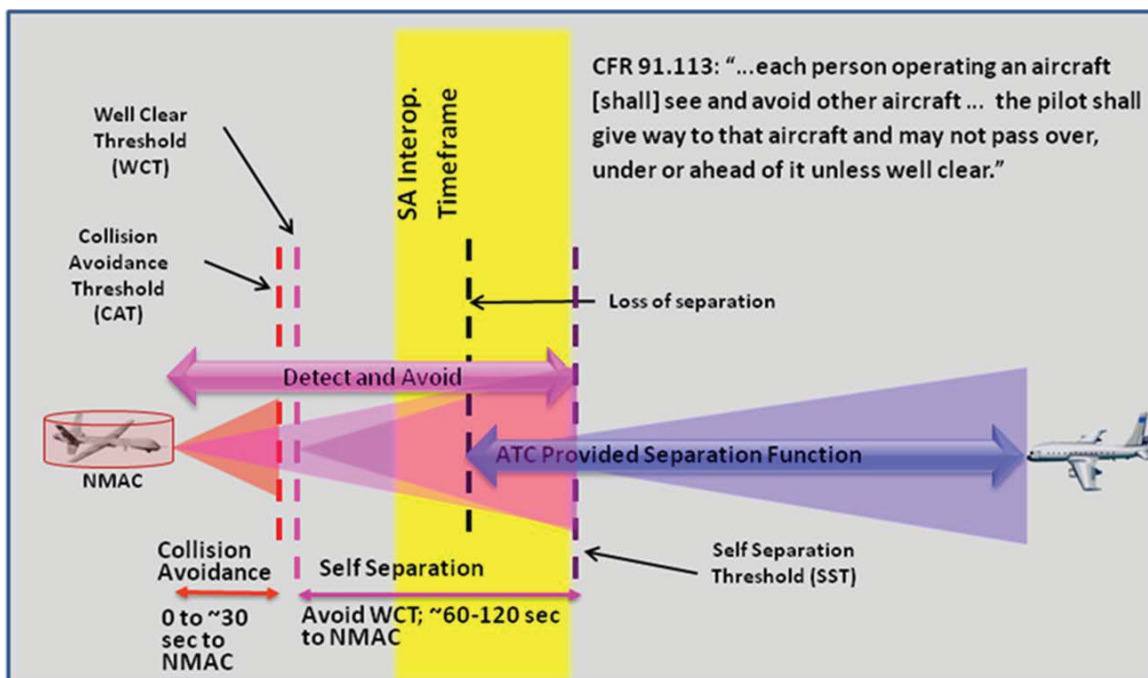 CFR 91.113: “...each person operating an aircraft
[shall] see and avoid other aircraft ... the pilot shall
give way to that aircraft and may not pass over,
under or ahead of it unless well clear.”
Well Clear
Threshold
(WCT)
SA Interop.
Timeframe
Collision
Avoidance
Threshold
(CAT)
Loss of separation
Detect and Avoid
ATC Provided Separation Function
NMAC
Collision
Avoidance
0 to ~30
sec to
NMAC
Self Separation
Avoid WCT; ~60-120 sec
to NMAC
Self Separation
Threshold (SST)